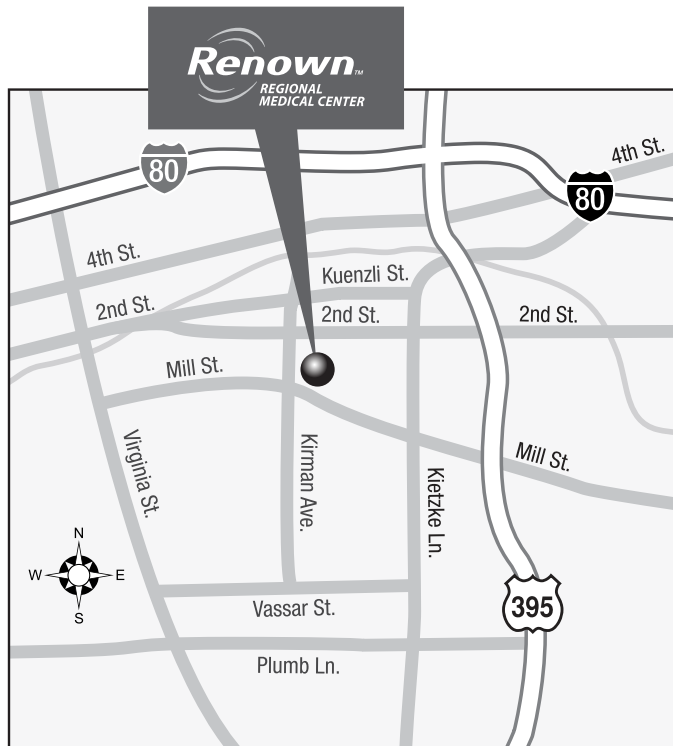 Renown™
REGIONAL
MEDICAL CENTER
80
4th St.
80
4th St.
Kuenzli St.
2nd St.
2nd St.
2nd St.
Mill St.
Virginia St.
Kirman Ave.
Kietzke Ln.
Mill St.
N
W
E
S
395
Vassar St.
Plumb Ln.